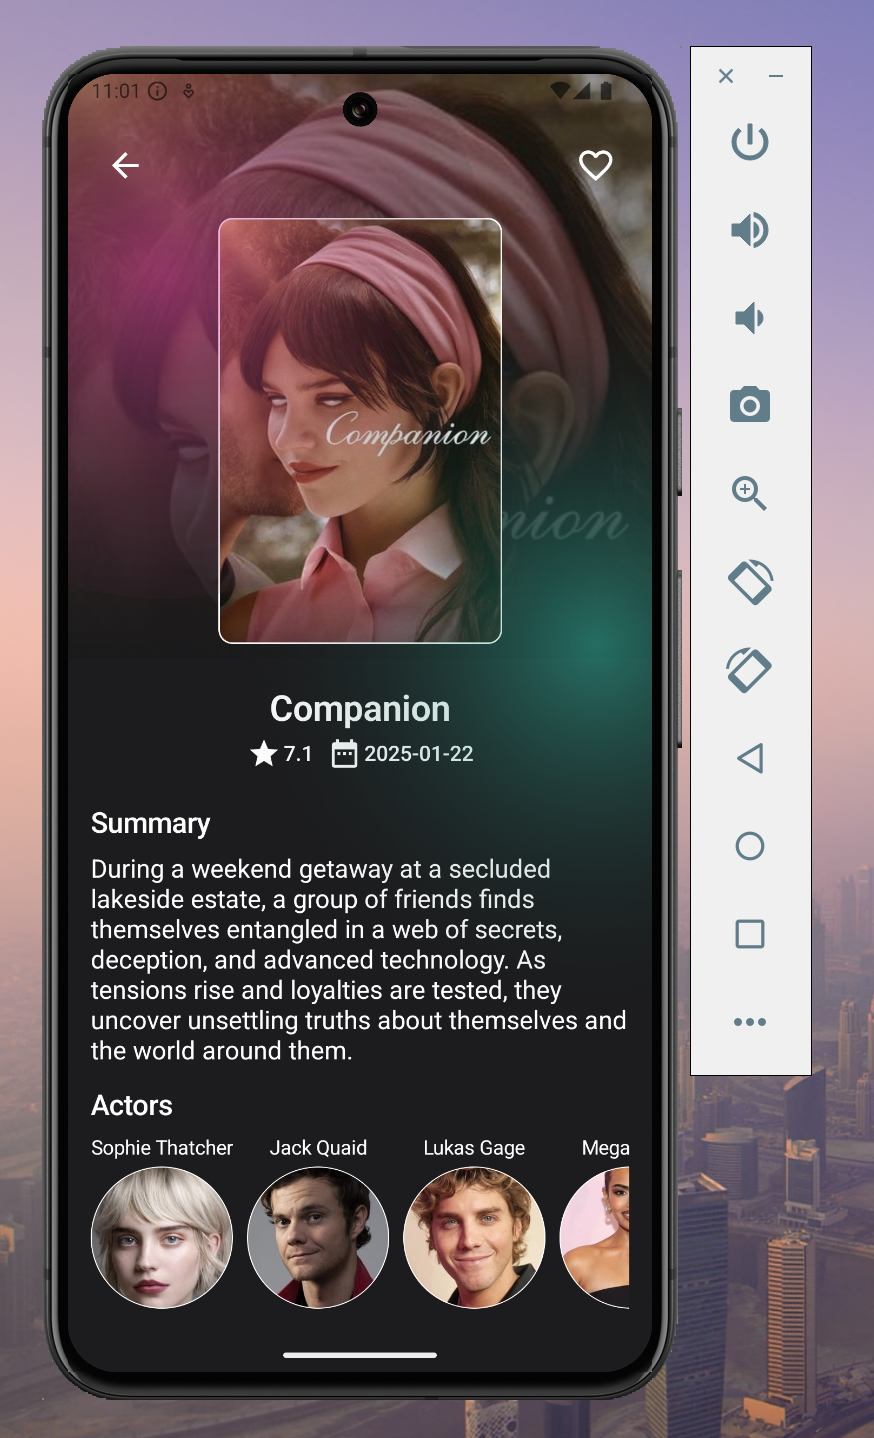 11:01
Companion
nion
Companion
7.1 2025-01-22
Summary
During a weekend getaway at a secluded
lakeside estate, a group of friends finds
themselves entangled in a web of secrets,
deception, and advanced technology. As
tensions rise and loyalties are tested, they
uncover unsettling truths about themselves and
the world around them.
Actors
Sophie Thatcher Jack Quaid Lukas Gage Mega